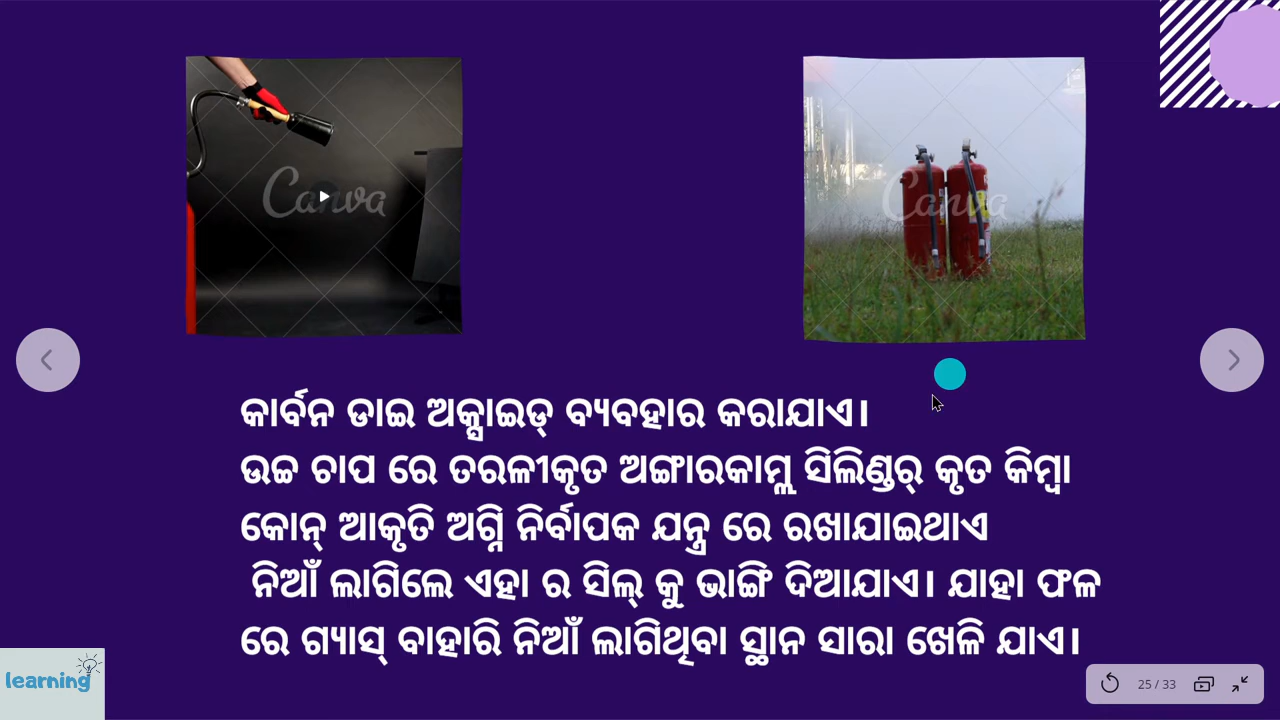 Canva
Canva
କାର୍ବନ ଡାଇ ଅକ୍ସାଇଡ୍ ବ୍ୟବହାର କରାଯାଏ।
ଉଚ୍ଚ ଚାପ ରେ ତରଳୀକୃତ ଅଙ୍ଗାରକାମ୍ଳ ସିଲିଣ୍ଡର୍ କୃତ କିମ୍ବା
କୋନ୍ ଆକୃତି ଅଗ୍ନି ନିର୍ବାପକ ଯନ୍ତ୍ର ରେ ରଖାଯାଇଥାଏ
ନିଆଁ ଲାଗିଲେ ଏହା ର ସିଲ୍ କୁ ଭାଙ୍ଗି ଦିଆଯାଏ। ଯାହା ଫଳ
ରେ ଗ୍ୟାସ୍ ବାହାରି ନିଆଁ ଲାଗିଥିବା ସ୍ଥାନ ସାରା ଖେଳି ଯାଏ।
learning
25 / 33